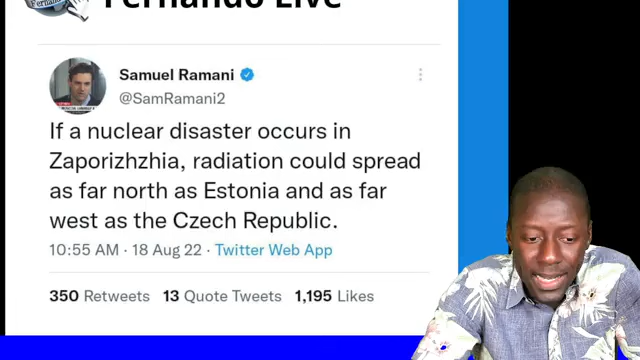 Fernando
Fernando Live
Samuel Ramani
@SamRamani2
If a nuclear disaster occurs in
Zaporizhzhia, radiation could spread
as far north as Estonia and as far
west as the Czech Republic.
10:55 AM · 18 Aug 22 · Twitter Web App
350 Retweets 13 Quote Tweets 1,195 Likes